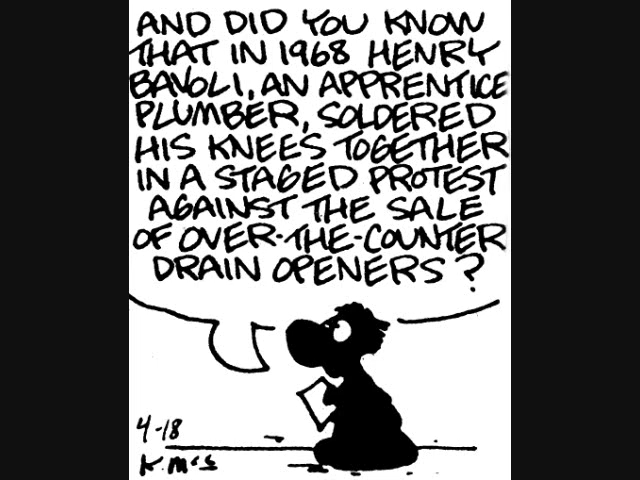 AND DID YOU KNOW
THAT IN 1968 HENRY
BAVOLI, AN APPRENTICE
PLUMBER, SOLDERED
HIS KNEES TOGETHER
IN A STAGED PROTEST
AGAINST THE SALE
OF OVER-THE-COUNTER
DRAIN OPENERS?
4-18
K. McS